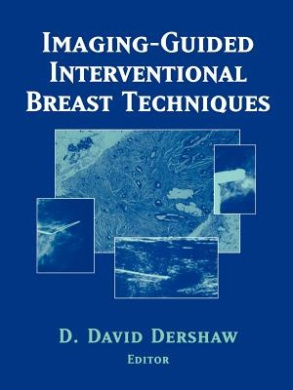 IMAGING-GUIDED
INTERVENTIONAL
BREAST TECHNIQUES
D. DAVID DERSHAW
EDITOR